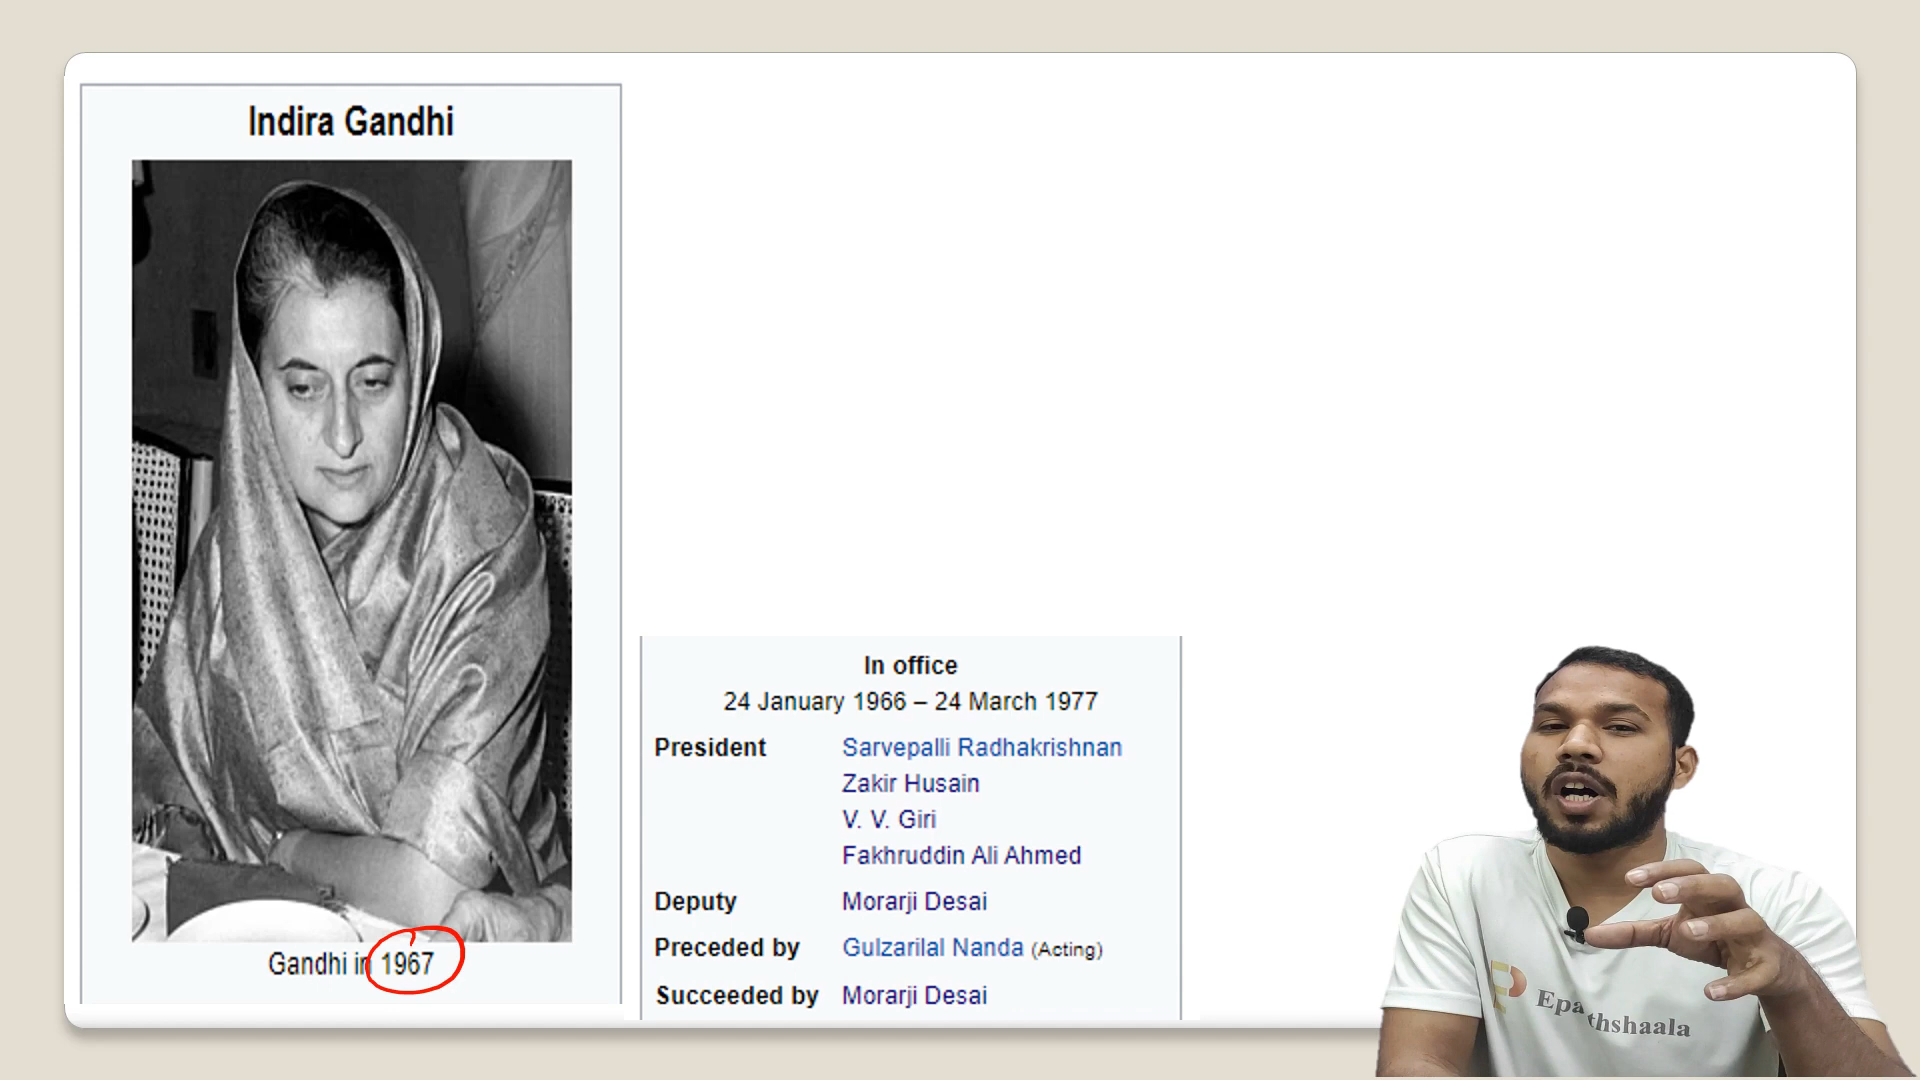 Indira Gandhi
Gandhi in 1967
In office
24 January 1966 – 24 March 1977
President Sarvepalli Radhakrishnan
Zakir Husain
V. V. Giri
Fakhruddin Ali Ahmed
Deputy Morarji Desai
Preceded by Gulzarilal Nanda (Acting)
Succeeded by Morarji Desai
Epathshaala